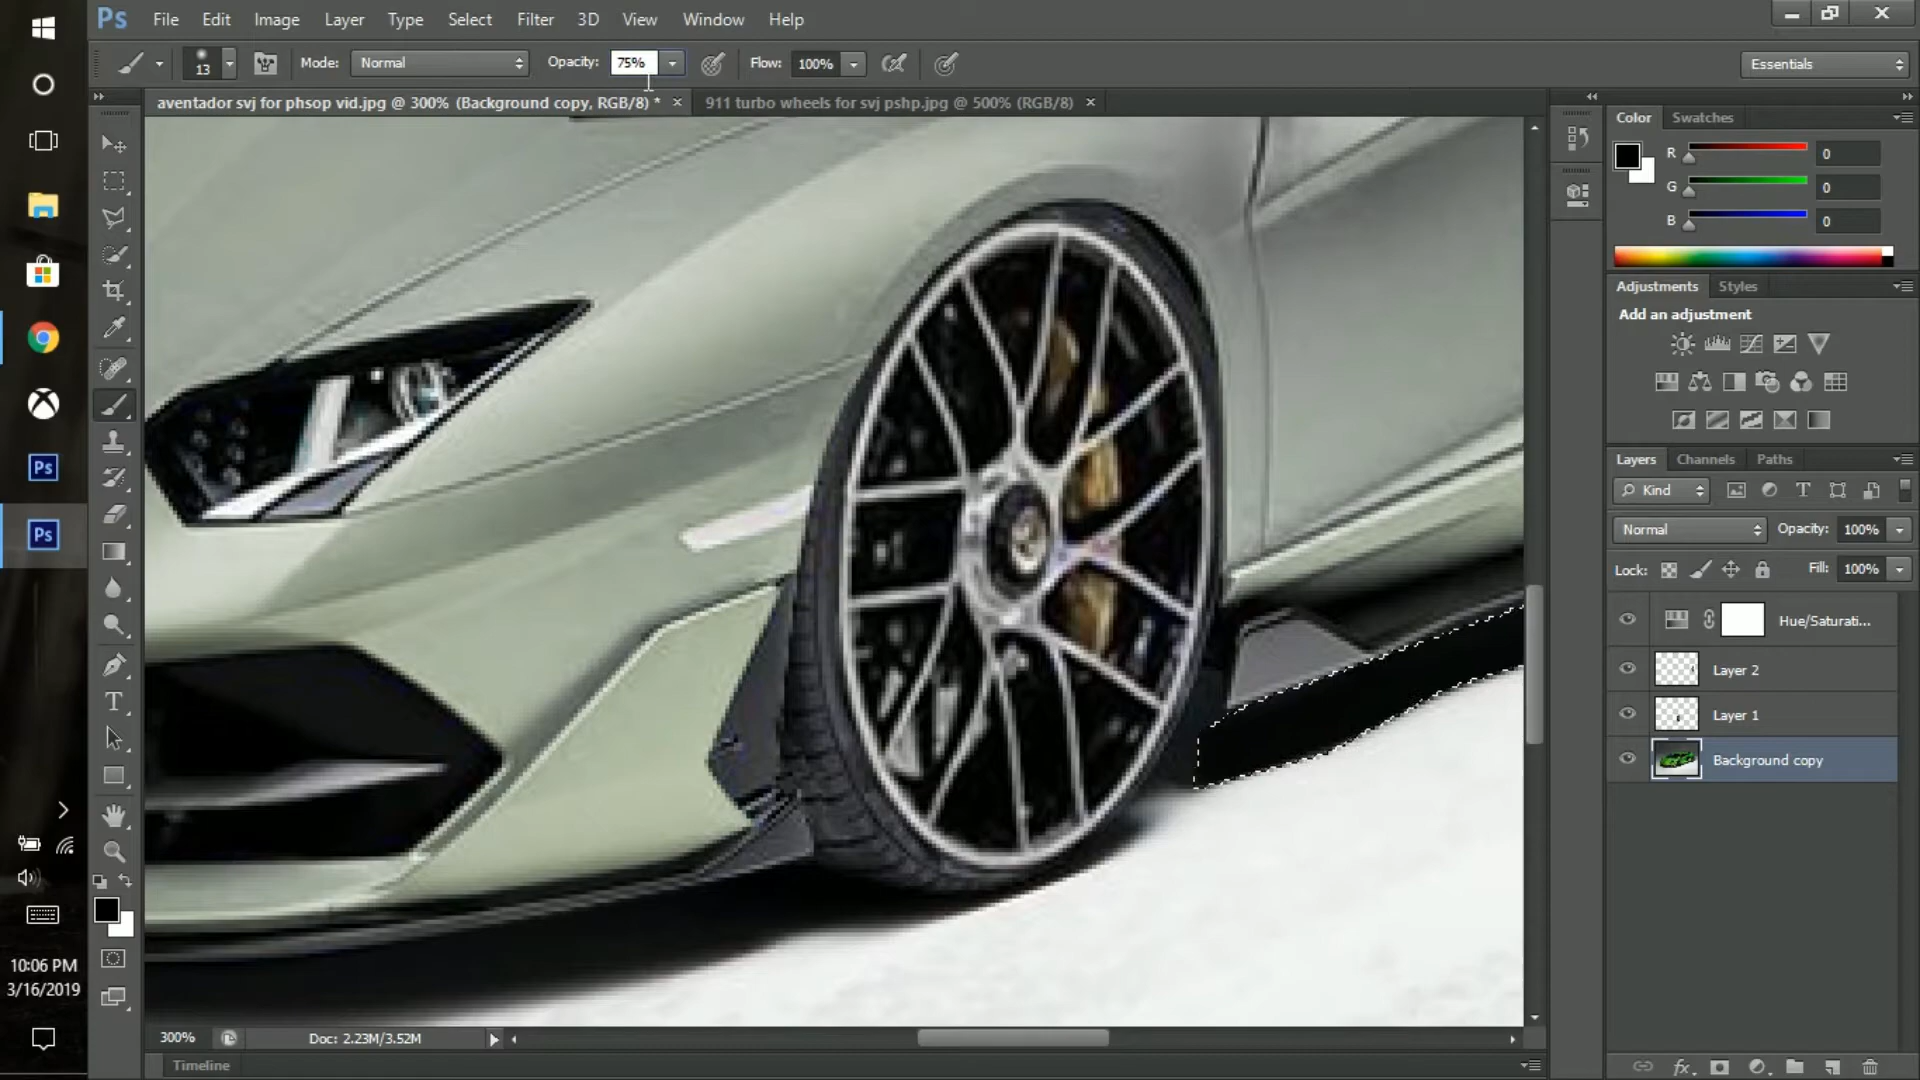 Ps File Edit Image Layer Type Select Filter 3D View Window Help
13 Mode: Normal Opacity: 75% Flow: 100% Essentials
aventador svj for phsop vid.jpg @ 300% (Background copy, RGB/8) * × 911 turbo wheels for svj pshp.jpg @ 500% (RGB/8) ×
Color Swatches
R 0
G 0
B 0
Adjustments Styles
Add an adjustment
Layers Channels Paths
Kind
Normal Opacity: 100%
Lock: Fill: 100%
Hue/Saturati...
Layer 2
Layer 1
Background copy
Ps
Ps
T
10:06 PM
3/16/2019
300% Doc: 2.23M/3.52M
Timeline
fx